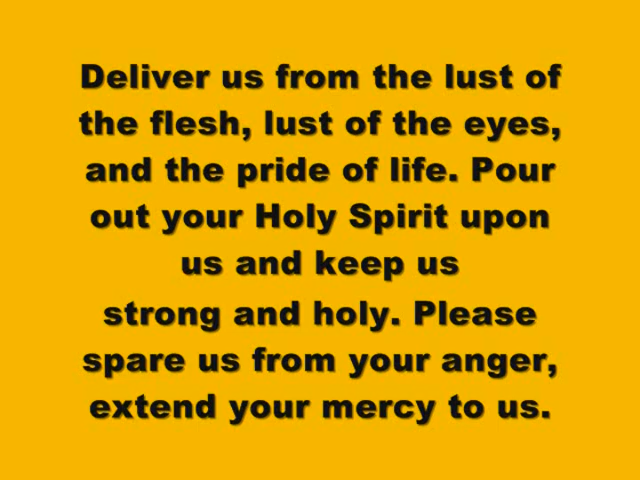 Deliver us from the lust of
the flesh, lust of the eyes,
and the pride of life. Pour
out your Holy Spirit upon
us and keep us
strong and holy. Please
spare us from your anger,
extend your mercy to us.